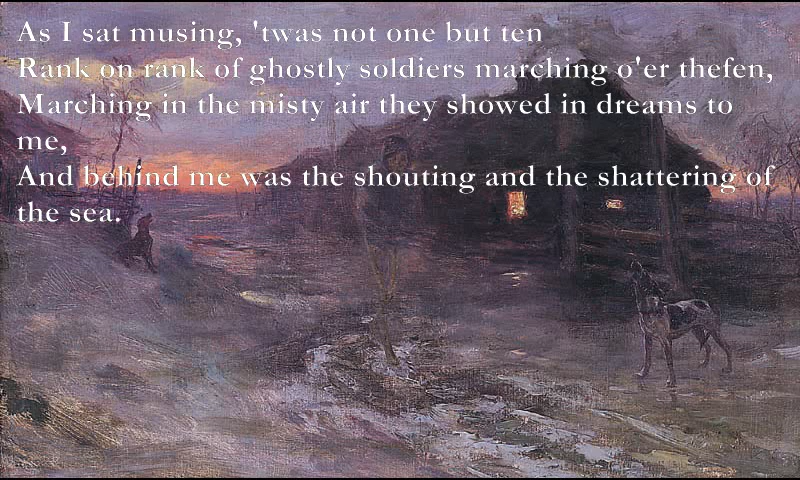 As I sat musing, 'twas not one but ten
Rank on rank of ghostly soldiers marching o'er thefen,
Marching in the misty air they showed in dreams to
me,
And behind me was the shouting and the shattering of
the sea.